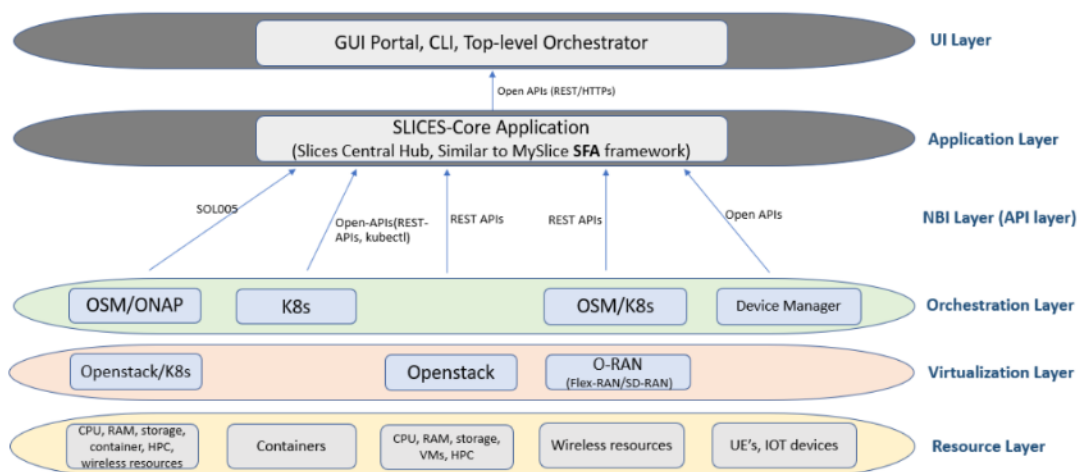 GUI Portal, CLI, Top-level Orchestrator
UI Layer
Open APIs (REST/HTTPs)
SLICES-Core Application
(Slices Central Hub, Similar to MySlice SFA framework)
Application Layer
SOL005
Open-APIs(REST-
APIs, kubectl)
REST APIs
REST APIs
Open APIs
NBI Layer (API layer)
OSM/ONAP
K8s
OSM/K8s
Device Manager
Orchestration Layer
Openstack/K8s
Openstack
O-RAN
(Flex-RAN/SD-RAN)
Virtualization Layer
CPU, RAM, storage,
container, HPC,
wireless resources
Containers
CPU, RAM, storage,
VMs, HPC
Wireless resources
UE's, IOT devices
Resource Layer